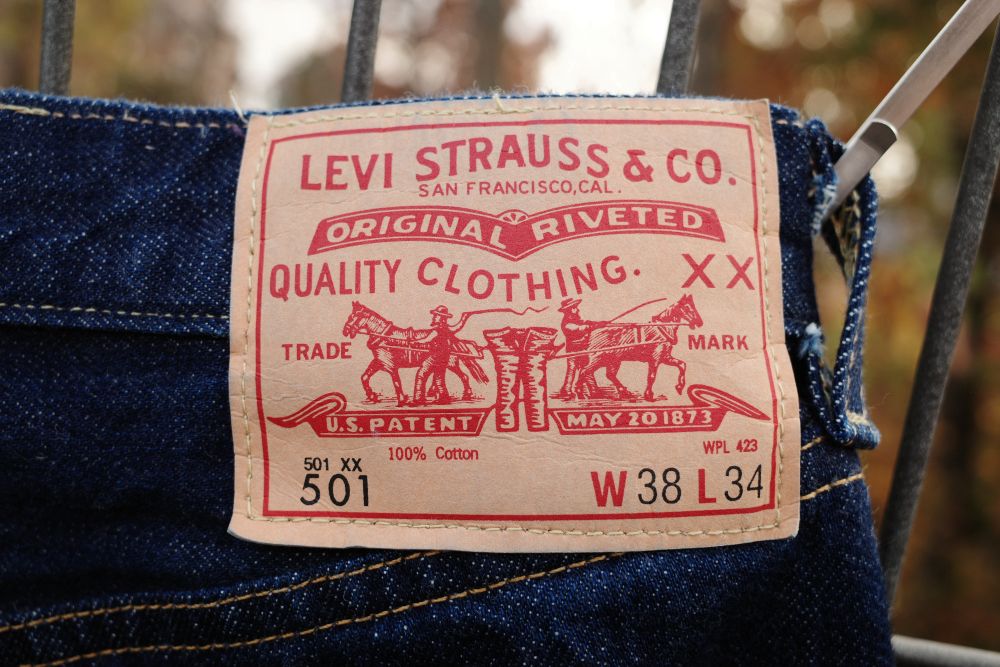 LEVI STRAUSS & CO.
SAN FRANCISCO, CAL.
ORIGINAL RIVETED
QUALITY CLOTHING. XX
TRADE MARK
U.S. PATENT MAY 20 1873
100% Cotton WPL 423
501 XX
501 W 38 L 34